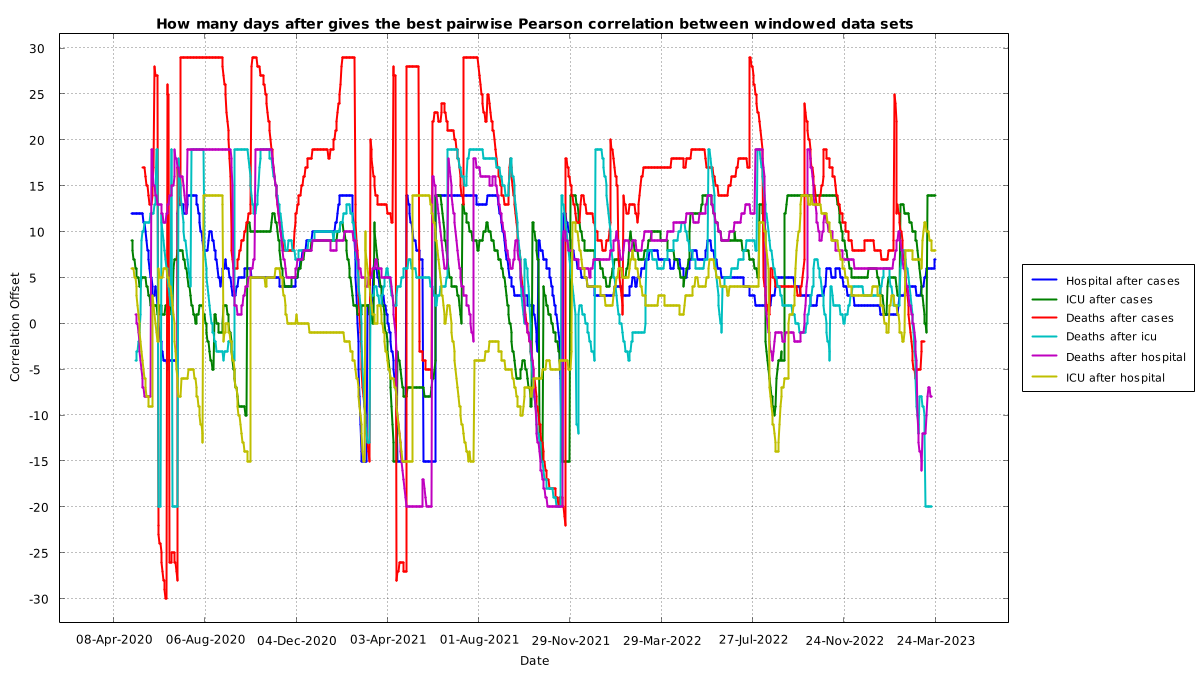 How many days after gives the best pairwise Pearson correlation between windowed data sets
30
25
20
15
10
5
0
-5
-10
-15
-20
-25
-30
Correlation Offset
08-Apr-2020 06-Aug-2020 04-Dec-2020 03-Apr-2021 01-Aug-2021 29-Nov-2021 29-Mar-2022 27-Jul-2022 24-Nov-2022 24-Mar-2023
Date
Hospital after cases
ICU after cases
Deaths after cases
Deaths after icu
Deaths after hospital
ICU after hospital